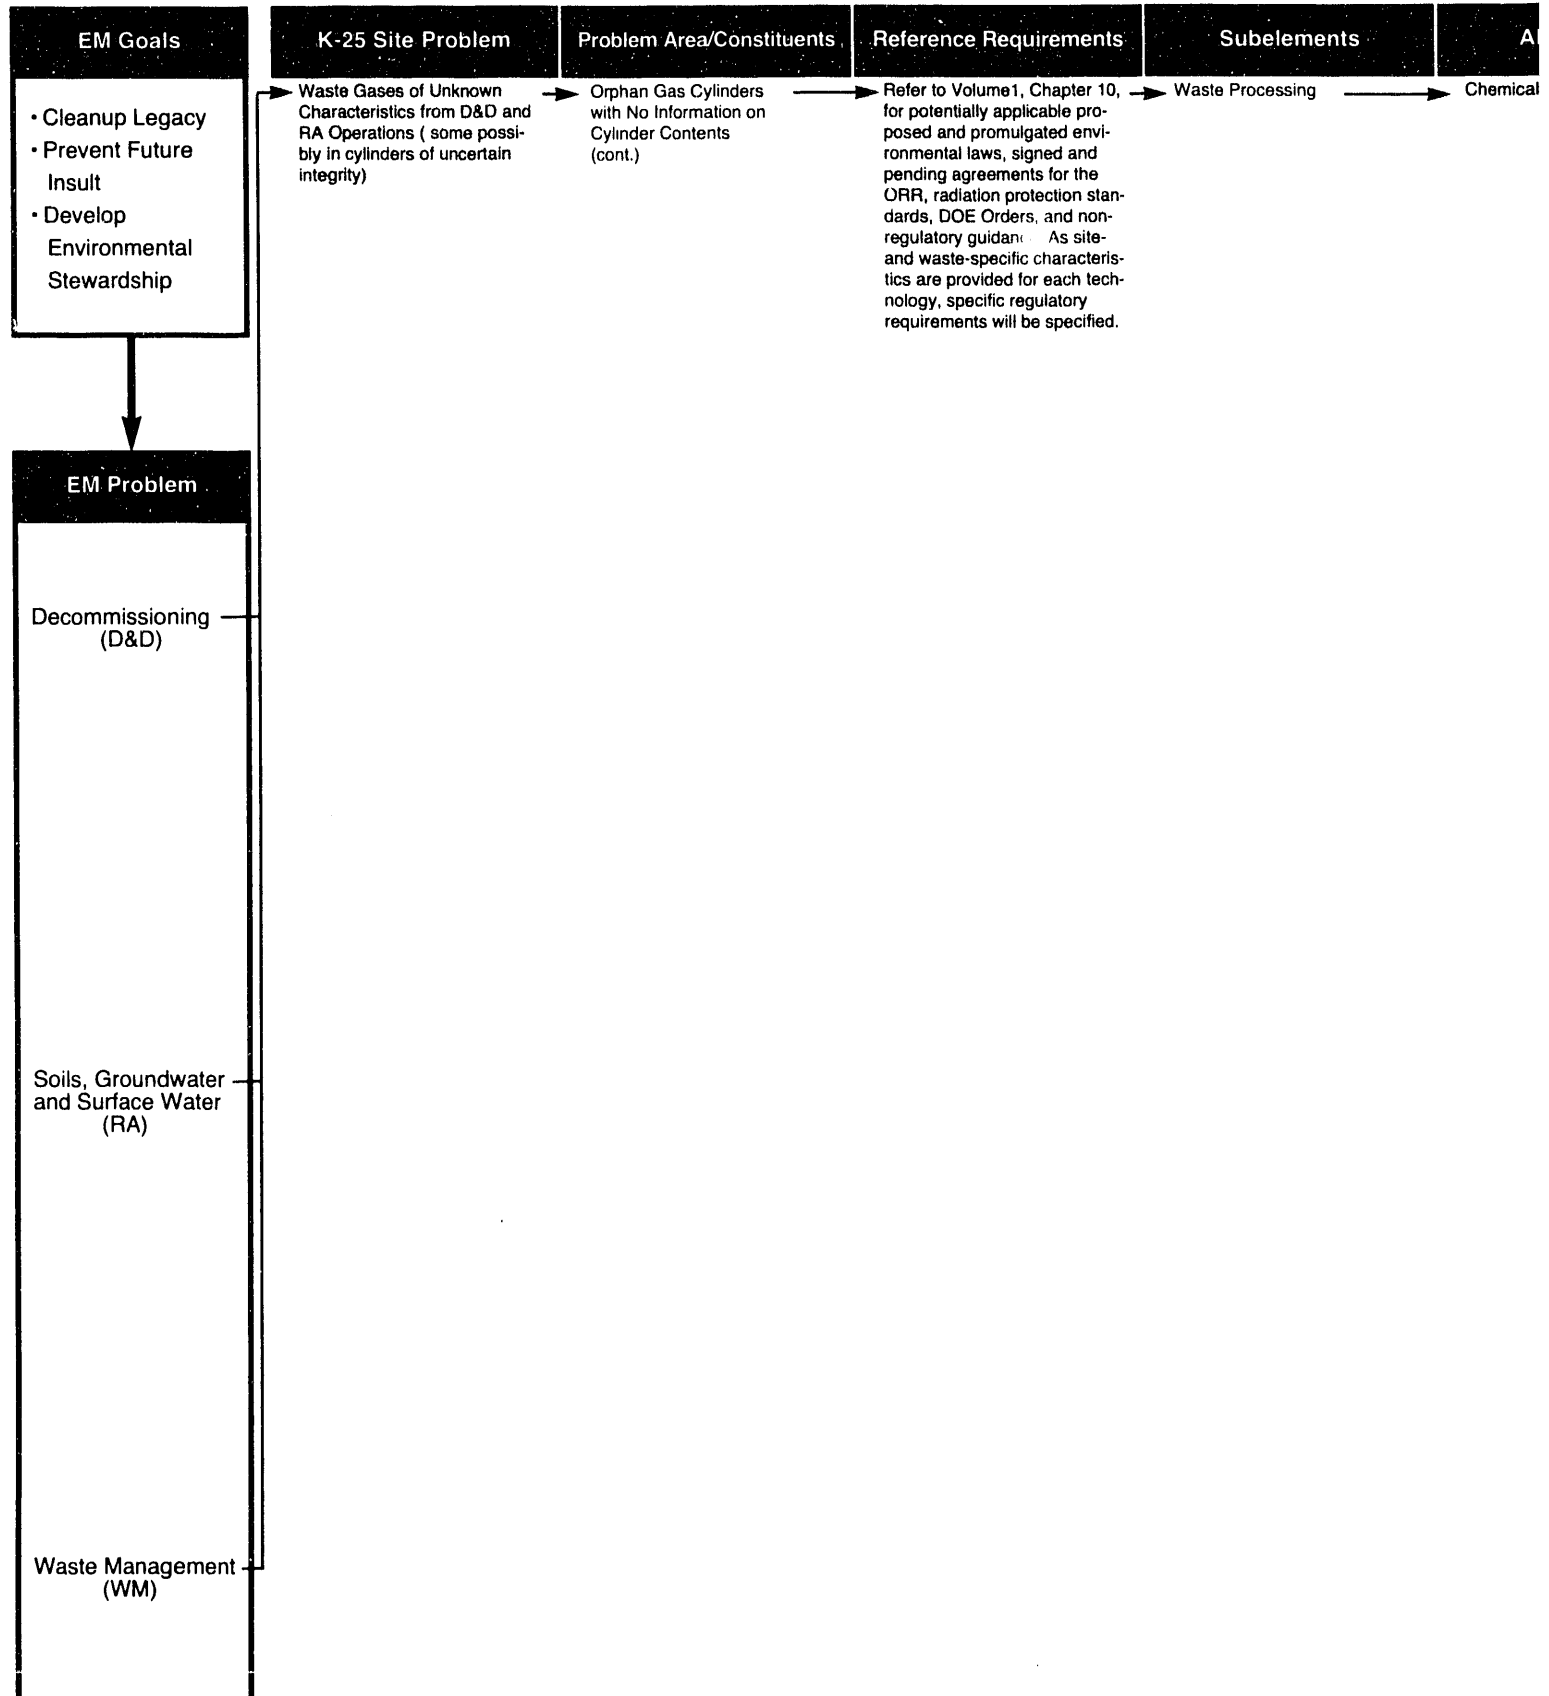 EM Goals
• Cleanup Legacy
• Prevent Future
Insult
• Develop
Environmental
Stewardship
EM Problem
Decommissioning
(D&D)
Soils, Groundwater
and Surface Water
(RA)
Waste Management
(WM)
K-25 Site Problem
Waste Gases of Unknown
Characteristics from D&D and
RA Operations ( some possi-
bly in cylinders of uncertain
integrity)
Problem Area/Constituents
Orphan Gas Cylinders
with No Information on
Cylinder Contents
(cont.)
Reference Requirements
Refer to Volume1, Chapter 10,
for potentially applicable pro-
posed and promulgated envi-
ronmental laws, signed and
pending agreements for the
ORR, radiation protection stan-
dards, DOE Orders, and non-
regulatory guidanc As site-
and waste-specific characteris-
tics are provided for each tech-
nology, specific regulatory
requirements will be specified.
Subelements
Waste Processing
Chemical